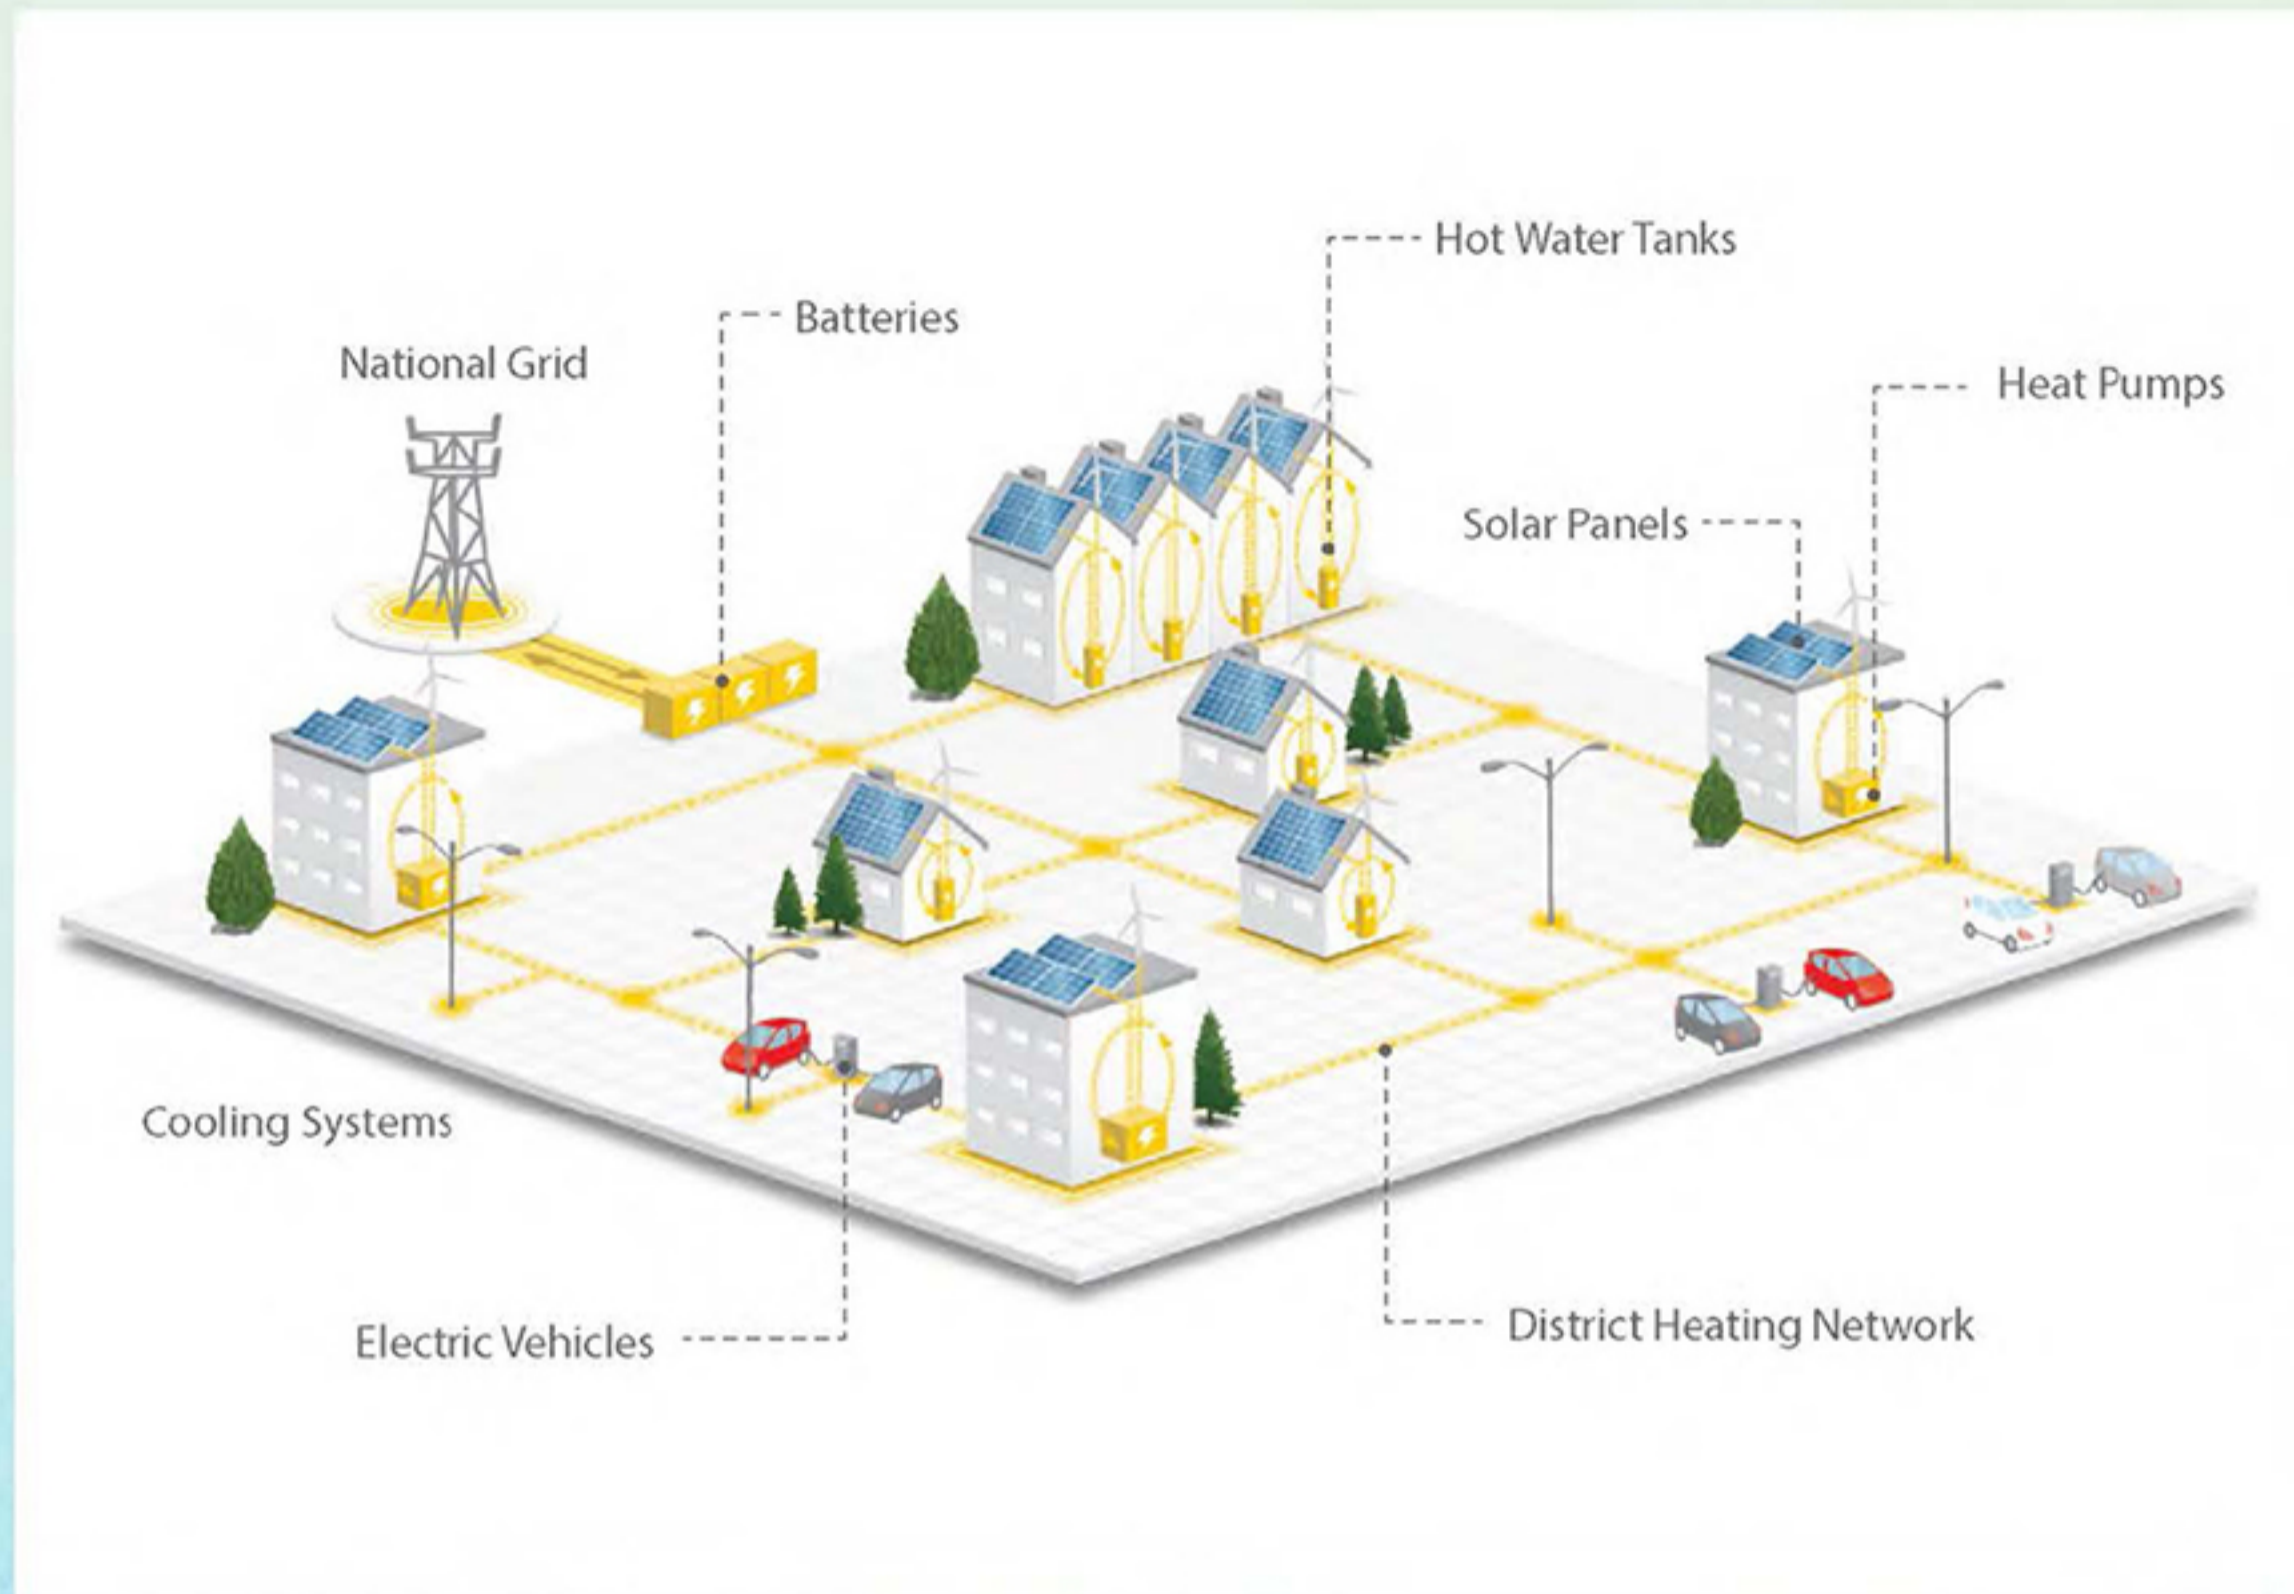 Hot Water Tanks
Batteries
National Grid
Heat Pumps
Solar Panels
Cooling Systems
Electric Vehicles
District Heating Network